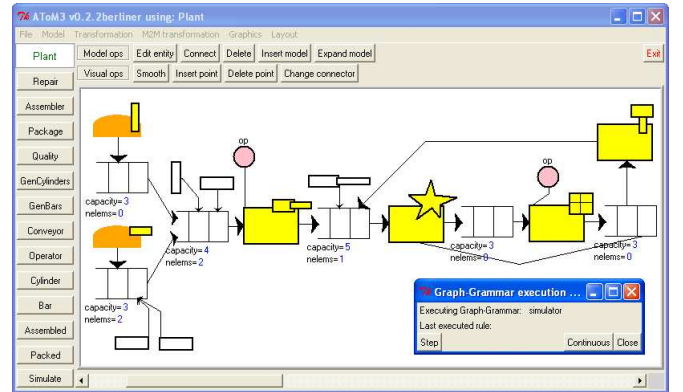 AToM3 v0.2.2berliner using: Plant
File Model Transformation M2M transformation Graphics Layout
Plant
Model ops Edit entity Connect Delete Insert model Expand model
Exit
Visual ops Smooth Insert point Delete point Change connector
Repair
Assembler
Package
Quality
GenCylinders
GenBars
Conveyor
Operator
Cylinder
Bar
Assembled
Packed
Simulate
op
op
capacity= 3
nelems= 0
capacity= 4
nelems= 2
capacity= 5
nelems= 1
capacity= 3
nelems= 0
capacity= 3
nelems= 0
capacity= 3
nelems= 2
Graph-Grammar execution ...
Executing Graph-Grammar: simulator
Last executed rule:
Step Continuous Close